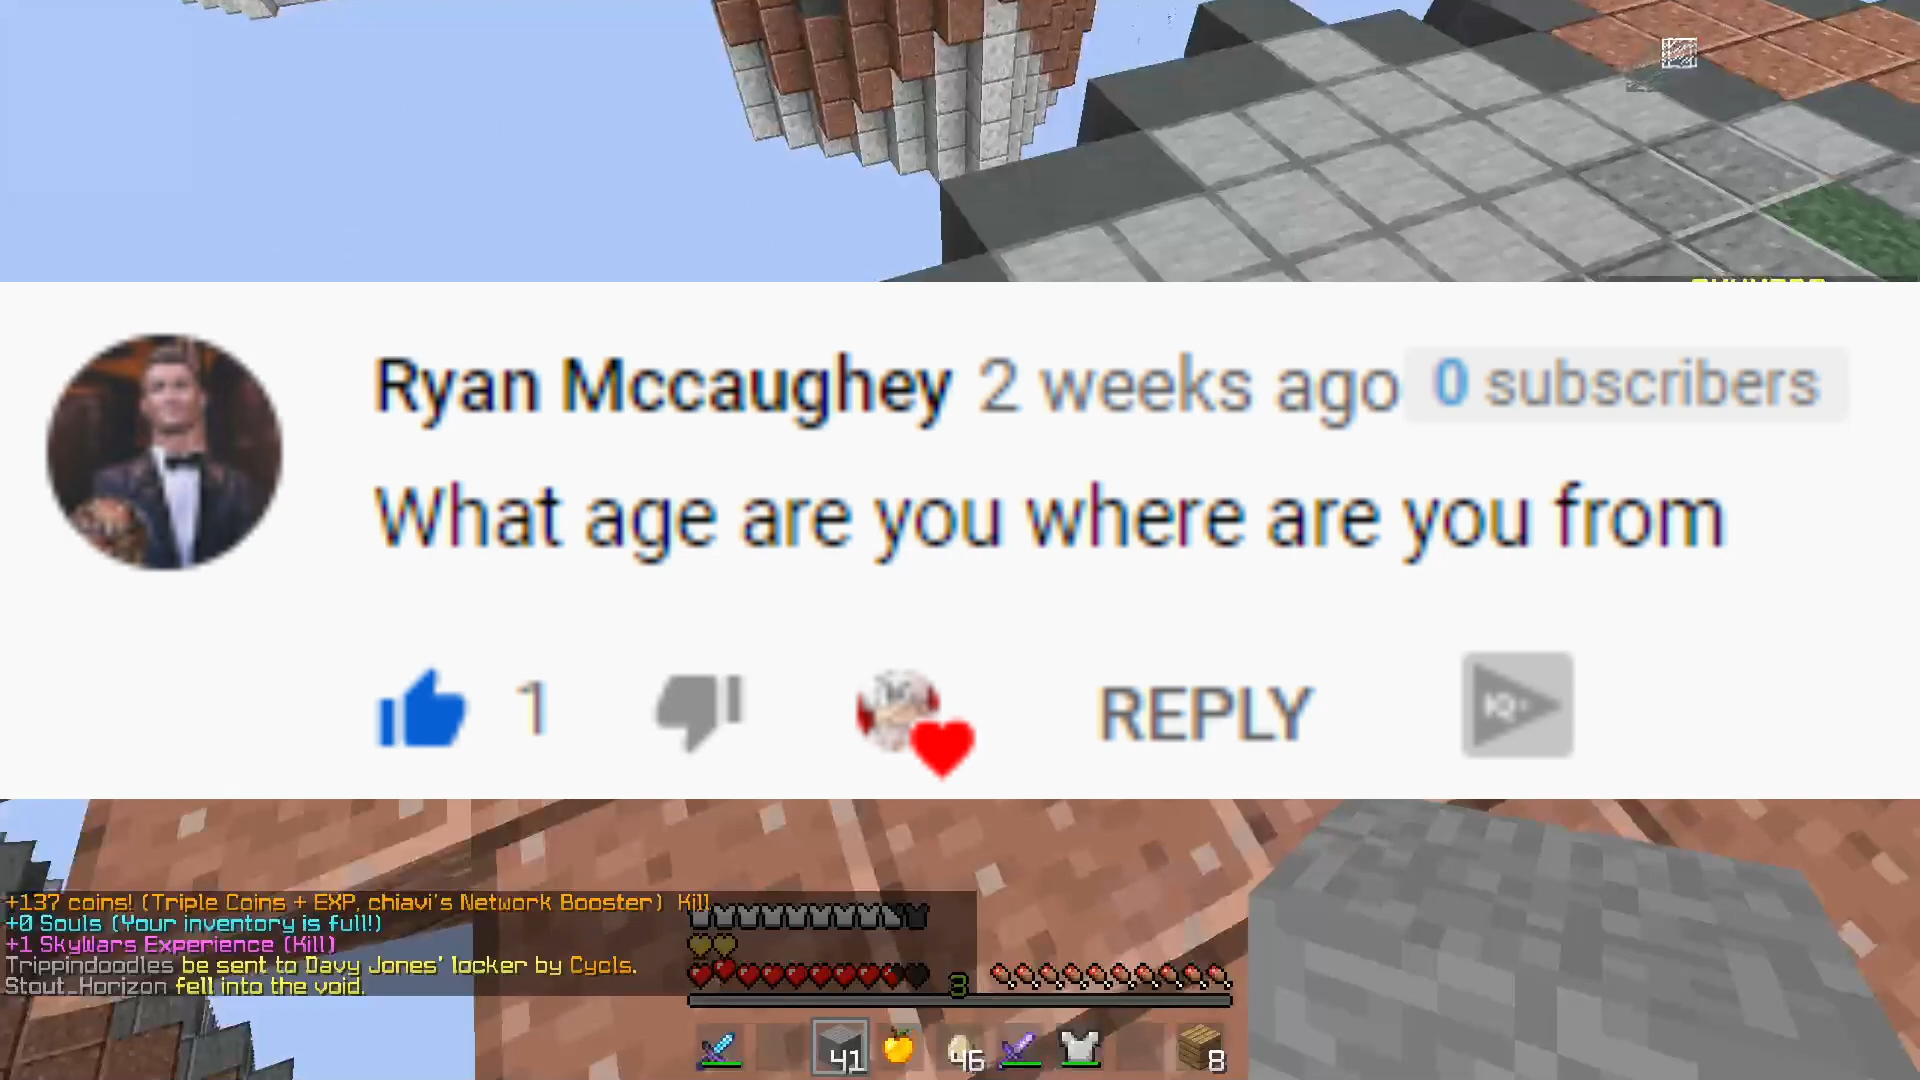 Ryan Mccaughey 2 weeks ago 0 subscribers
What age are you where are you from
1 REPLY
IQ+
+137 coins! (Triple Coins + EXP, chiavi's Network Booster) Kill
+0 Souls (Your inventory is full!)
+1 SkyWars Experience (Kill)
Trippindoodles be sent to Davy Jones' locker by Cycls.
Stout_Horizon fell into the void.
3
41 46 8